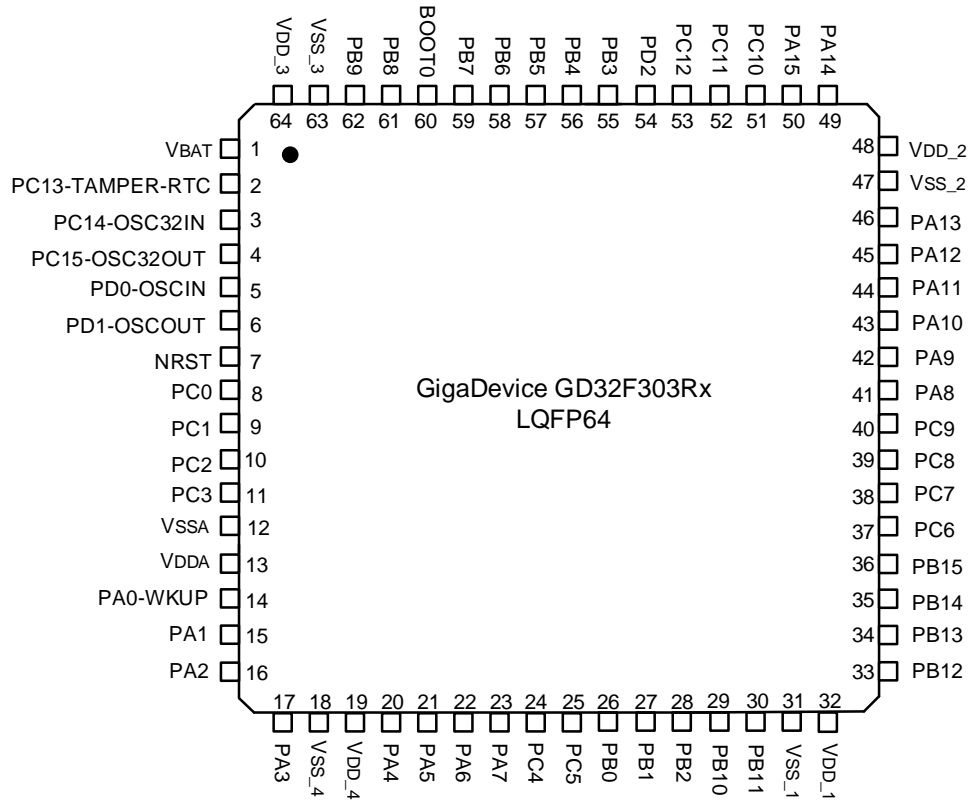 VDD_3
VSS_3
PB9
PB8
BOOT0
PB7
PB6
PB5
PB4
PB3
PD2
PC12
PC11
PC10
PA15
PA14
64
63
62
61
60
59
58
57
56
55
54
53
52
51
50
49
VBAT 1
PC13-TAMPER-RTC 2
PC14-OSC32IN 3
PC15-OSC32OUT 4
PD0-OSCIN 5
PD1-OSCOUT 6
NRST 7
PC0 8
PC1 9
PC2 10
PC3 11
VSSA 12
VDDA 13
PA0-WKUP 14
PA1 15
PA2 16
GigaDevice GD32F303Rx
LQFP64
48 VDD_2
47 VSS_2
46 PA13
45 PA12
44 PA11
43 PA10
42 PA9
41 PA8
40 PC9
39 PC8
38 PC7
37 PC6
36 PB15
35 PB14
34 PB13
33 PB12
17
18
19
20
21
22
23
24
25
26
27
28
29
30
31
32
PA3
VSS_4
VDD_4
PA4
PA5
PA6
PA7
PC4
PC5
PB0
PB1
PB2
PB10
PB11
VSS_1
VDD_1